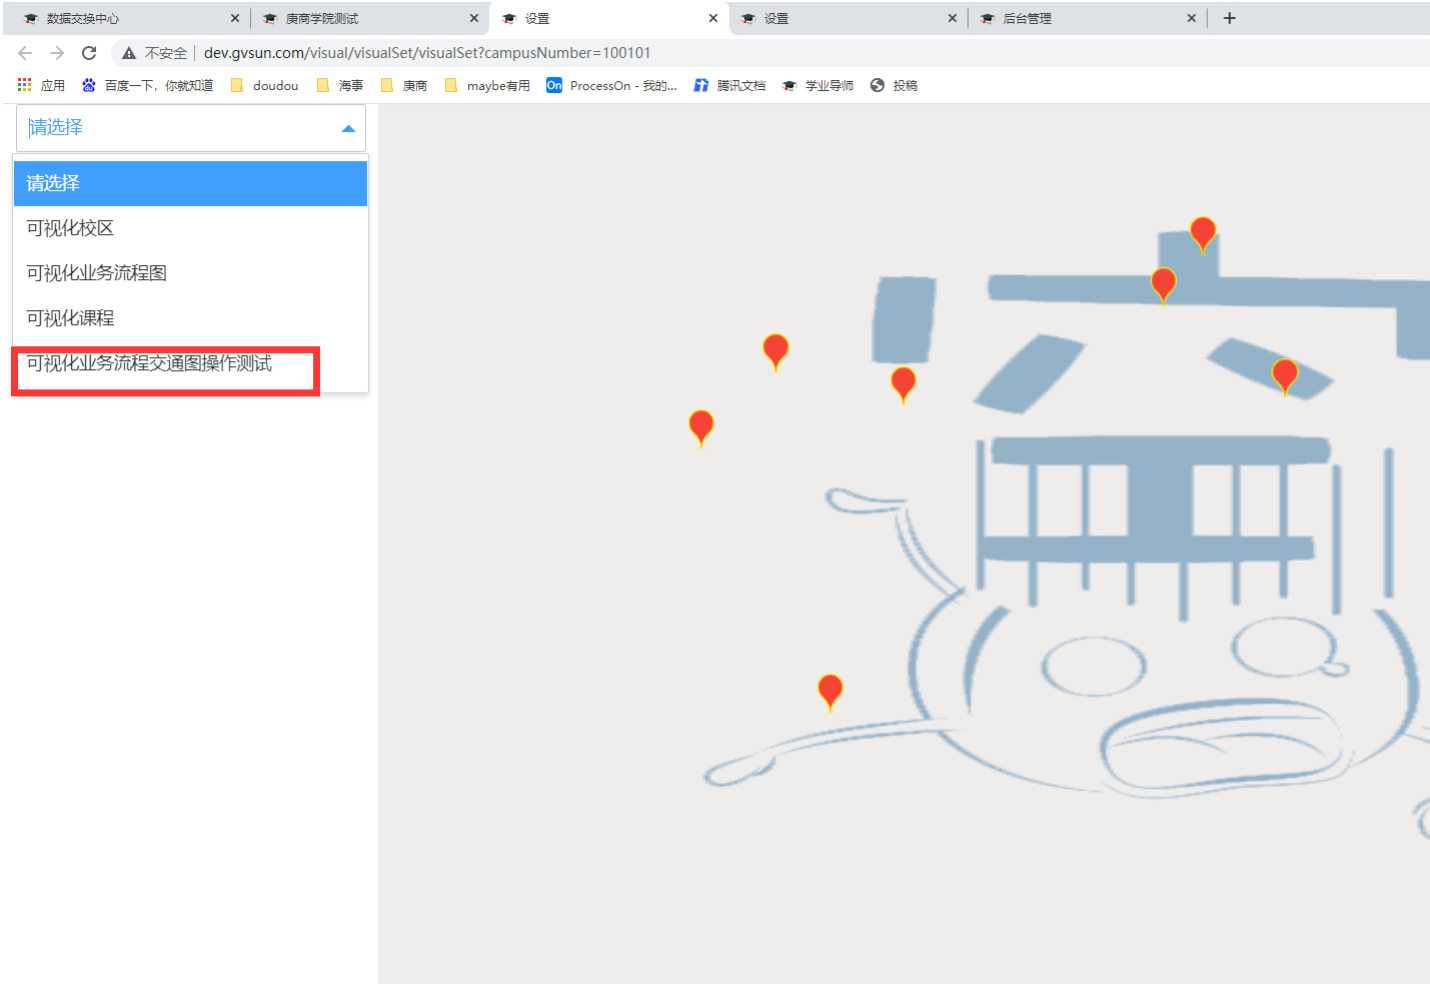 数据交换中心
庚商学院测试
设置
设置
后台管理
不安全 dev.gvsun.com/visual/visualSet/visualSet?campusNumber=100101
应用 百度一下，你就知道 doudou 海事 庚商 maybe有用 On ProcessOn - 我的... 腾讯文档 学业导师 投稿
请选择
请选择
可视化校区
可视化业务流程图
可视化课程
可视化业务流程交通图操作测试